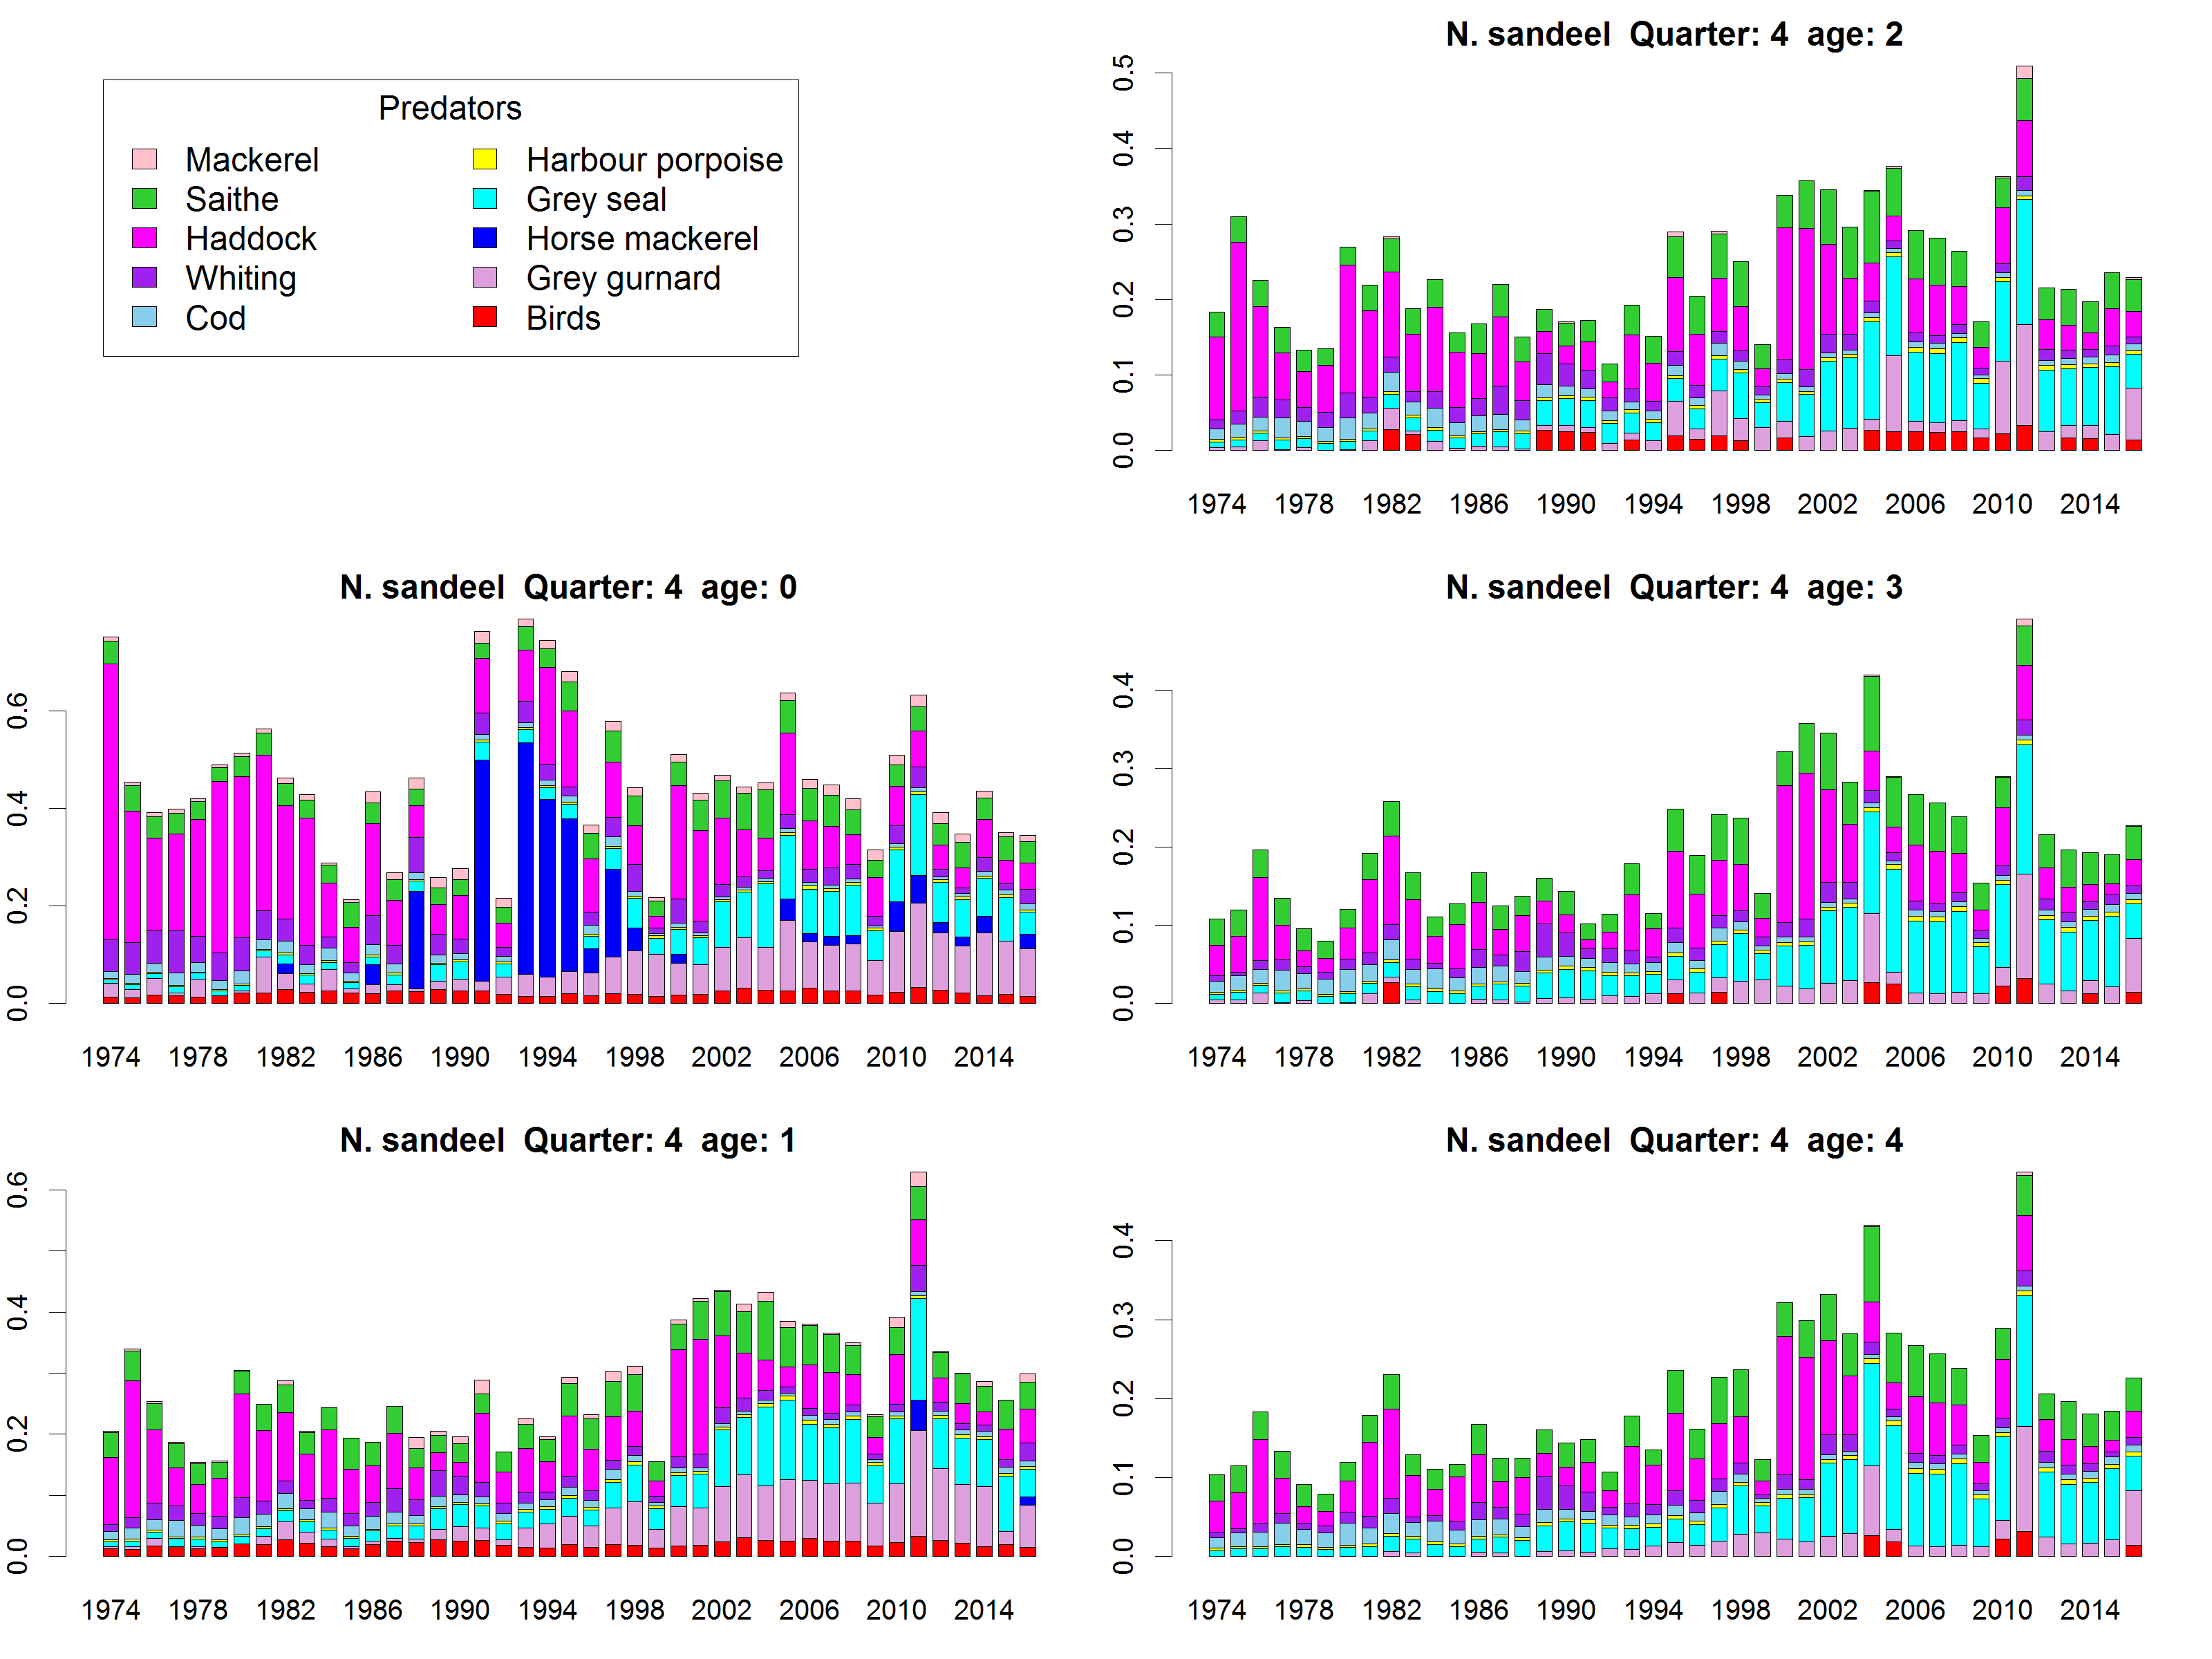 Predators
Mackerel Harbour porpoise
Saithe Grey seal
Haddock Horse mackerel
Whiting Grey gurnard
Cod Birds
N. sandeel Quarter: 4 age: 2
0.5
0.4
0.3
0.2
0.1
0.0
1974 1978 1982 1986 1990 1994 1998 2002 2006 2010 2014
N. sandeel Quarter: 4 age: 0
0.6
0.4
0.2
0.0
1974 1978 1982 1986 1990 1994 1998 2002 2006 2010 2014
N. sandeel Quarter: 4 age: 3
0.4
0.3
0.2
0.1
0.0
1974 1978 1982 1986 1990 1994 1998 2002 2006 2010 2014
N. sandeel Quarter: 4 age: 1
0.6
0.4
0.2
0.0
1974 1978 1982 1986 1990 1994 1998 2002 2006 2010 2014
N. sandeel Quarter: 4 age: 4
0.4
0.3
0.2
0.1
0.0
1974 1978 1982 1986 1990 1994 1998 2002 2006 2010 2014